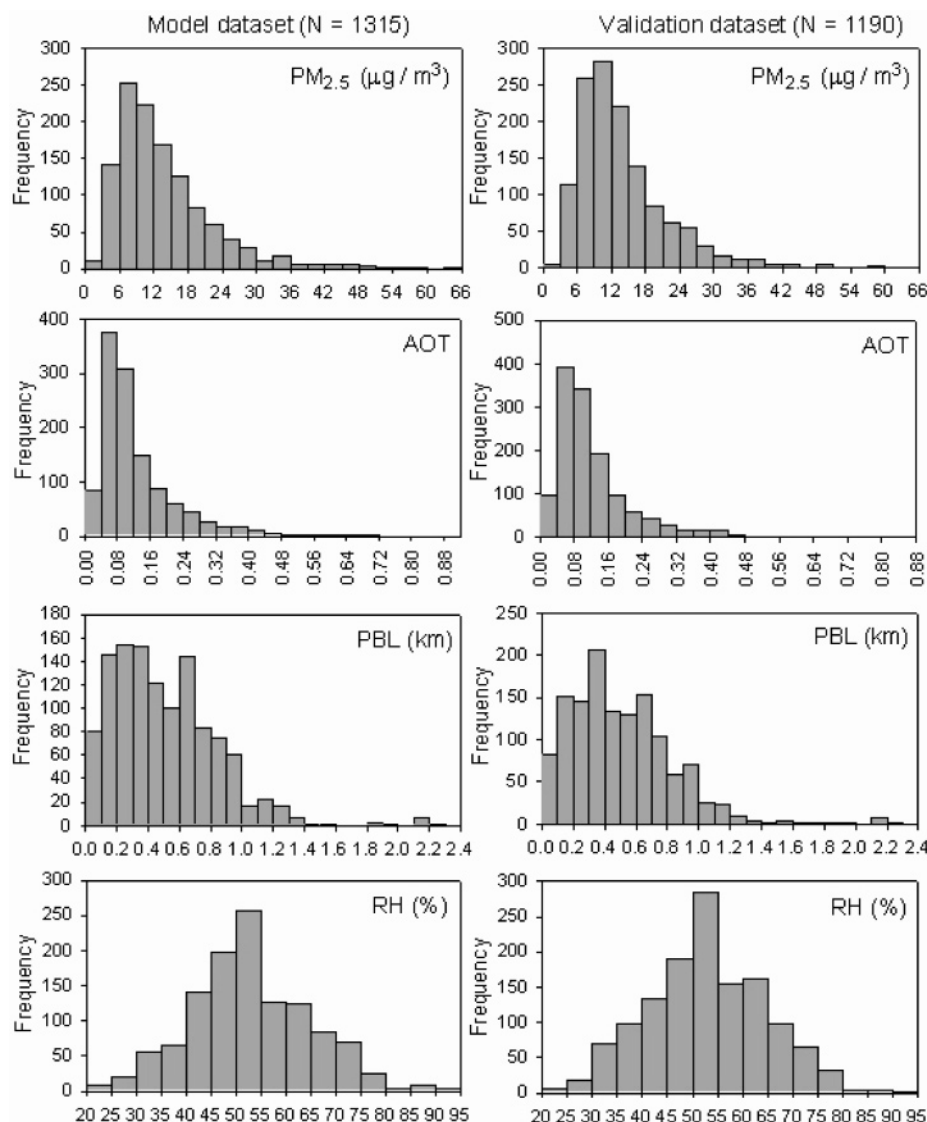 Model dataset (N = 1315)
Validation dataset (N = 1190)
300
250
200
150
100
50
0
Frequency
PM2.5 (μg / m3)
0 6 12 18 24 30 36 42 48 54 60 66
300
250
200
150
100
50
0
Frequency
PM2.5 (μg / m3)
0 6 12 18 24 30 36 42 48 54 60 66
400
300
200
100
0
Frequency
AOT
0.00 0.08 0.16 0.24 0.32 0.40 0.48 0.56 0.64 0.72 0.80 0.88
500
400
300
200
100
0
Frequency
AOT
0.00 0.08 0.16 0.24 0.32 0.40 0.48 0.56 0.64 0.72 0.80 0.88
180
160
140
120
100
80
60
40
20
0
Frequency
PBL (km)
0.0 0.2 0.4 0.6 0.8 1.0 1.2 1.4 1.6 1.8 2.0 2.2 2.4
250
200
150
100
50
0
Frequency
PBL (km)
0.0 0.2 0.4 0.6 0.8 1.0 1.2 1.4 1.6 1.8 2.0 2.2 2.4
300
250
200
150
100
50
0
Frequency
RH (%)
20 25 30 35 40 45 50 55 60 65 70 75 80 85 90 95
300
250
200
150
100
50
0
Frequency
RH (%)
20 25 30 35 40 45 50 55 60 65 70 75 80 85 90 95